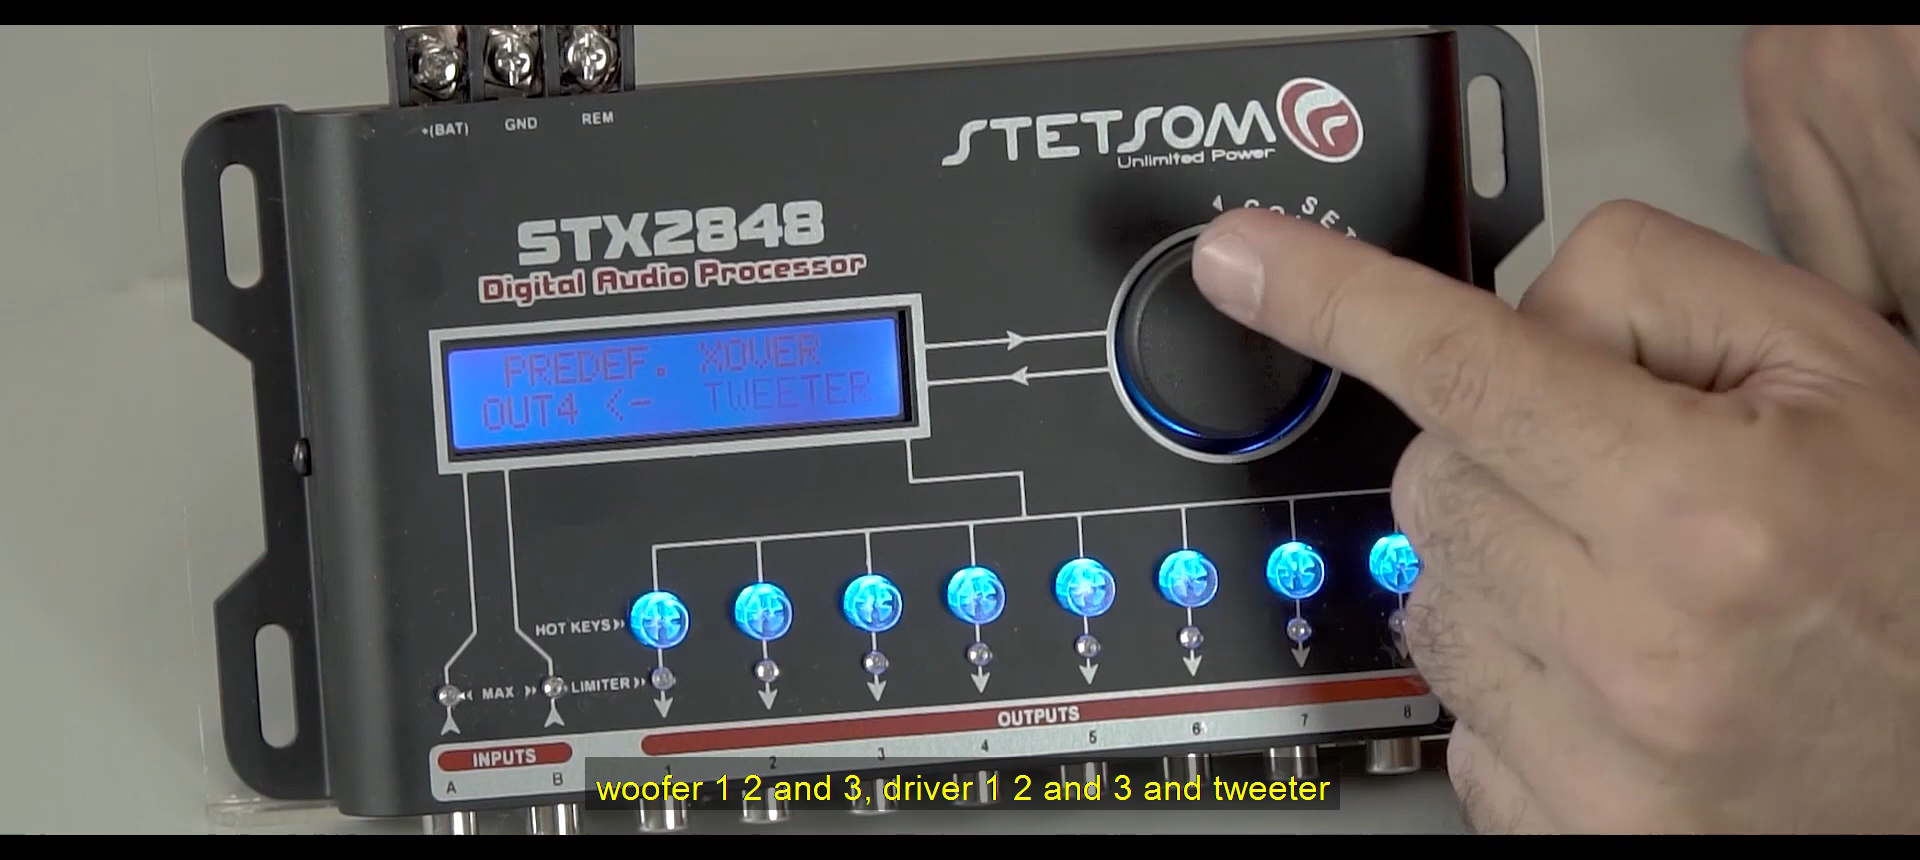 +(BAT) GND REM
STETSOM
Unlimited Power
STX2848
Digital Audio Processor
PREDEF. XOVER
OUT4 <- TWEETER
HOT KEYS
MAX LIMITER
OUTPUTS
INPUTS
1 2 3 4 5 6 7 8
A B
woofer 1 2 and 3, driver 1 2 and 3 and tweeter